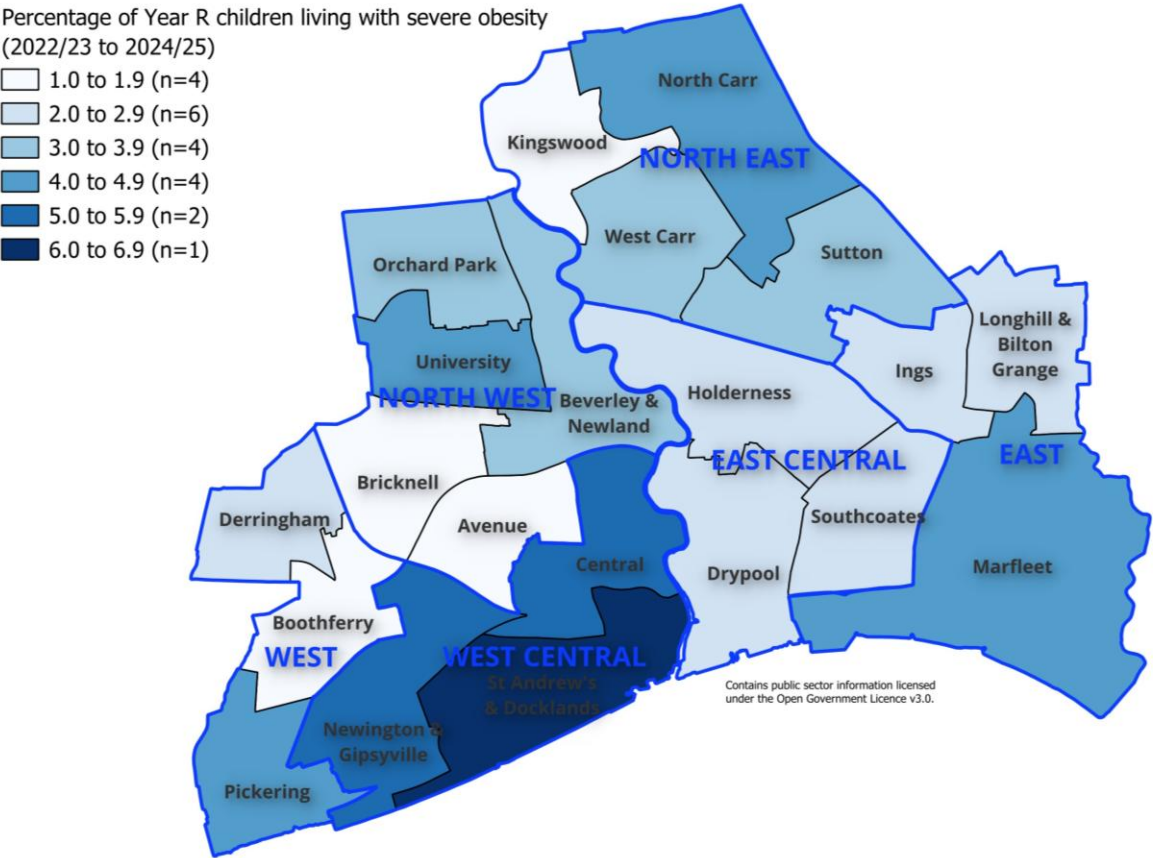 Percentage of Year R children living with severe obesity
(2022/23 to 2024/25)
1.0 to 1.9 (n=4)
2.0 to 2.9 (n=6)
3.0 to 3.9 (n=4)
4.0 to 4.9 (n=4)
5.0 to 5.9 (n=2)
6.0 to 6.9 (n=1)
North Carr
Kingswood
NORTH EAST
West Carr
Sutton
Orchard Park
Longhill &
Bilton
Grange
University
Ings
NORTH WEST
Holderness
Beverley &
Newland
EAST CENTRAL
EAST
Bricknell
Derringham
Avenue
Southcoates
Central
Drypool
Marfleet
Boothferry
WEST
WEST CENTRAL
St Andrew's
& Docklands
Contains public sector information licensed
under the Open Government Licence v3.0.
Newington &
Gipsyville
Pickering